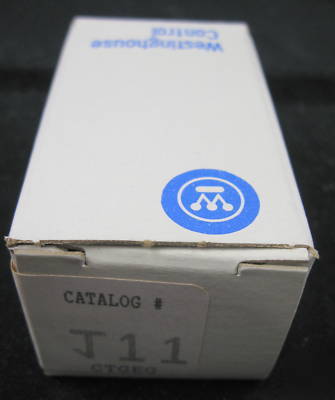 Westinghouse
Control
CATALOG #
J11